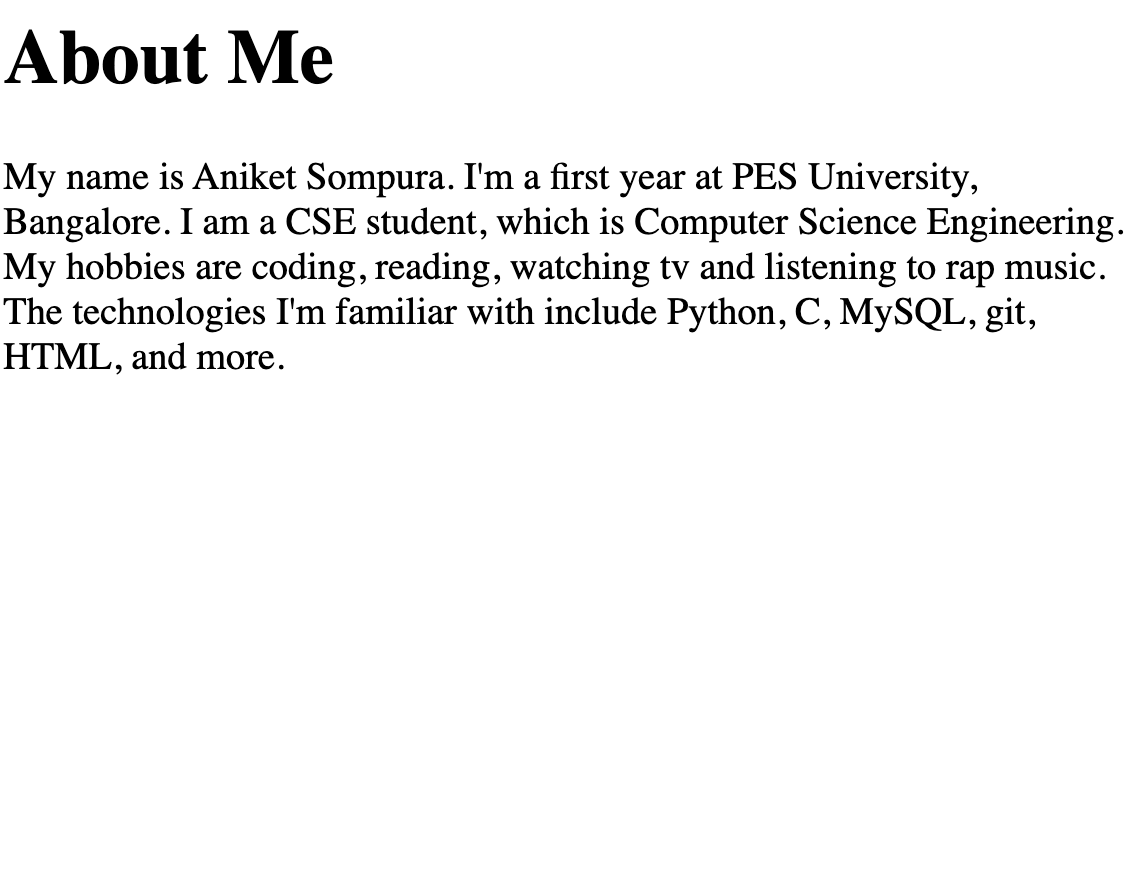 About Me
My name is Aniket Sompura. I'm a first year at PES University,
Bangalore. I am a CSE student, which is Computer Science Engineering.
My hobbies are coding, reading, watching tv and listening to rap music.
The technologies I'm familiar with include Python, C, MySQL, git,
HTML, and more.